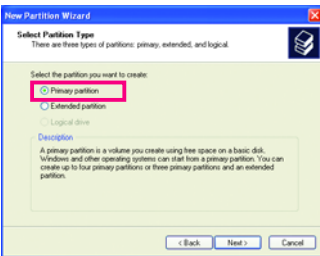 New Partition Wizard
Select Partition Type
There are three types of partitions: primary, extended, and logical.
Select the partition you want to create:
Primary partition
Extended partition
Logical drive
Description
A primary partition is a volume you create using free space on a basic disk.
Windows and other operating systems can start from a primary partition. You can
create up to four primary partitions or three primary partitions and an extended
partition.
< Back
Next >
Cancel